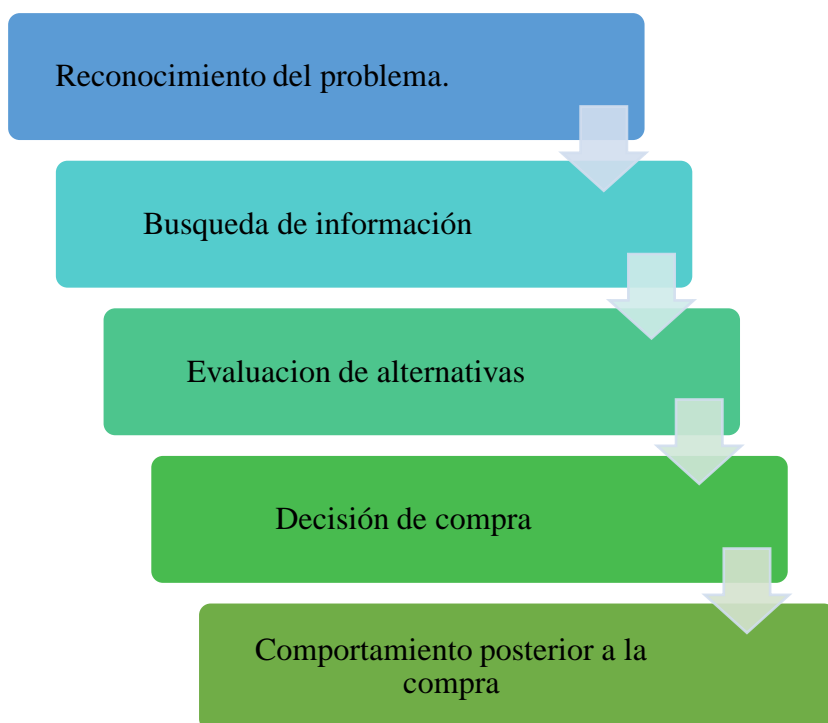 Reconocimiento del problema.
Busqueda de información
Evaluacion de alternativas
Decisión de compra
Comportamiento posterior a la
compra